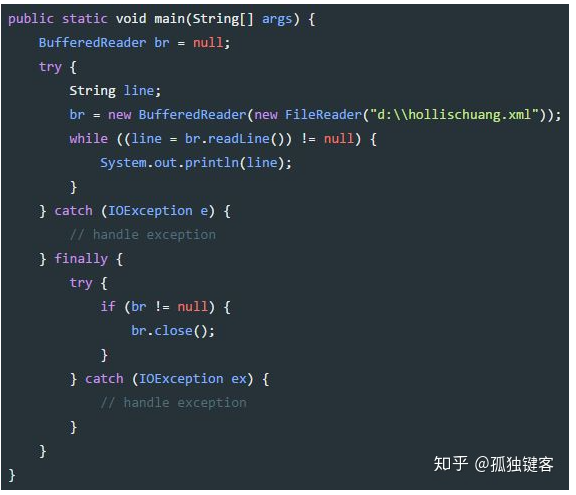 public static void main(String[] args) {
    BufferedReader br = null;
    try {
        String line;
        br = new BufferedReader(new FileReader("d:\\hollischuang.xml"));
        while ((line = br.readLine()) != null) {
            System.out.println(line);
        }
    } catch (IOException e) {
        // handle exception
    } finally {
        try {
            if (br != null) {
                br.close();
            }
        } catch (IOException ex) {
            // handle exception
        }
    }
}
知乎 @孤独键客